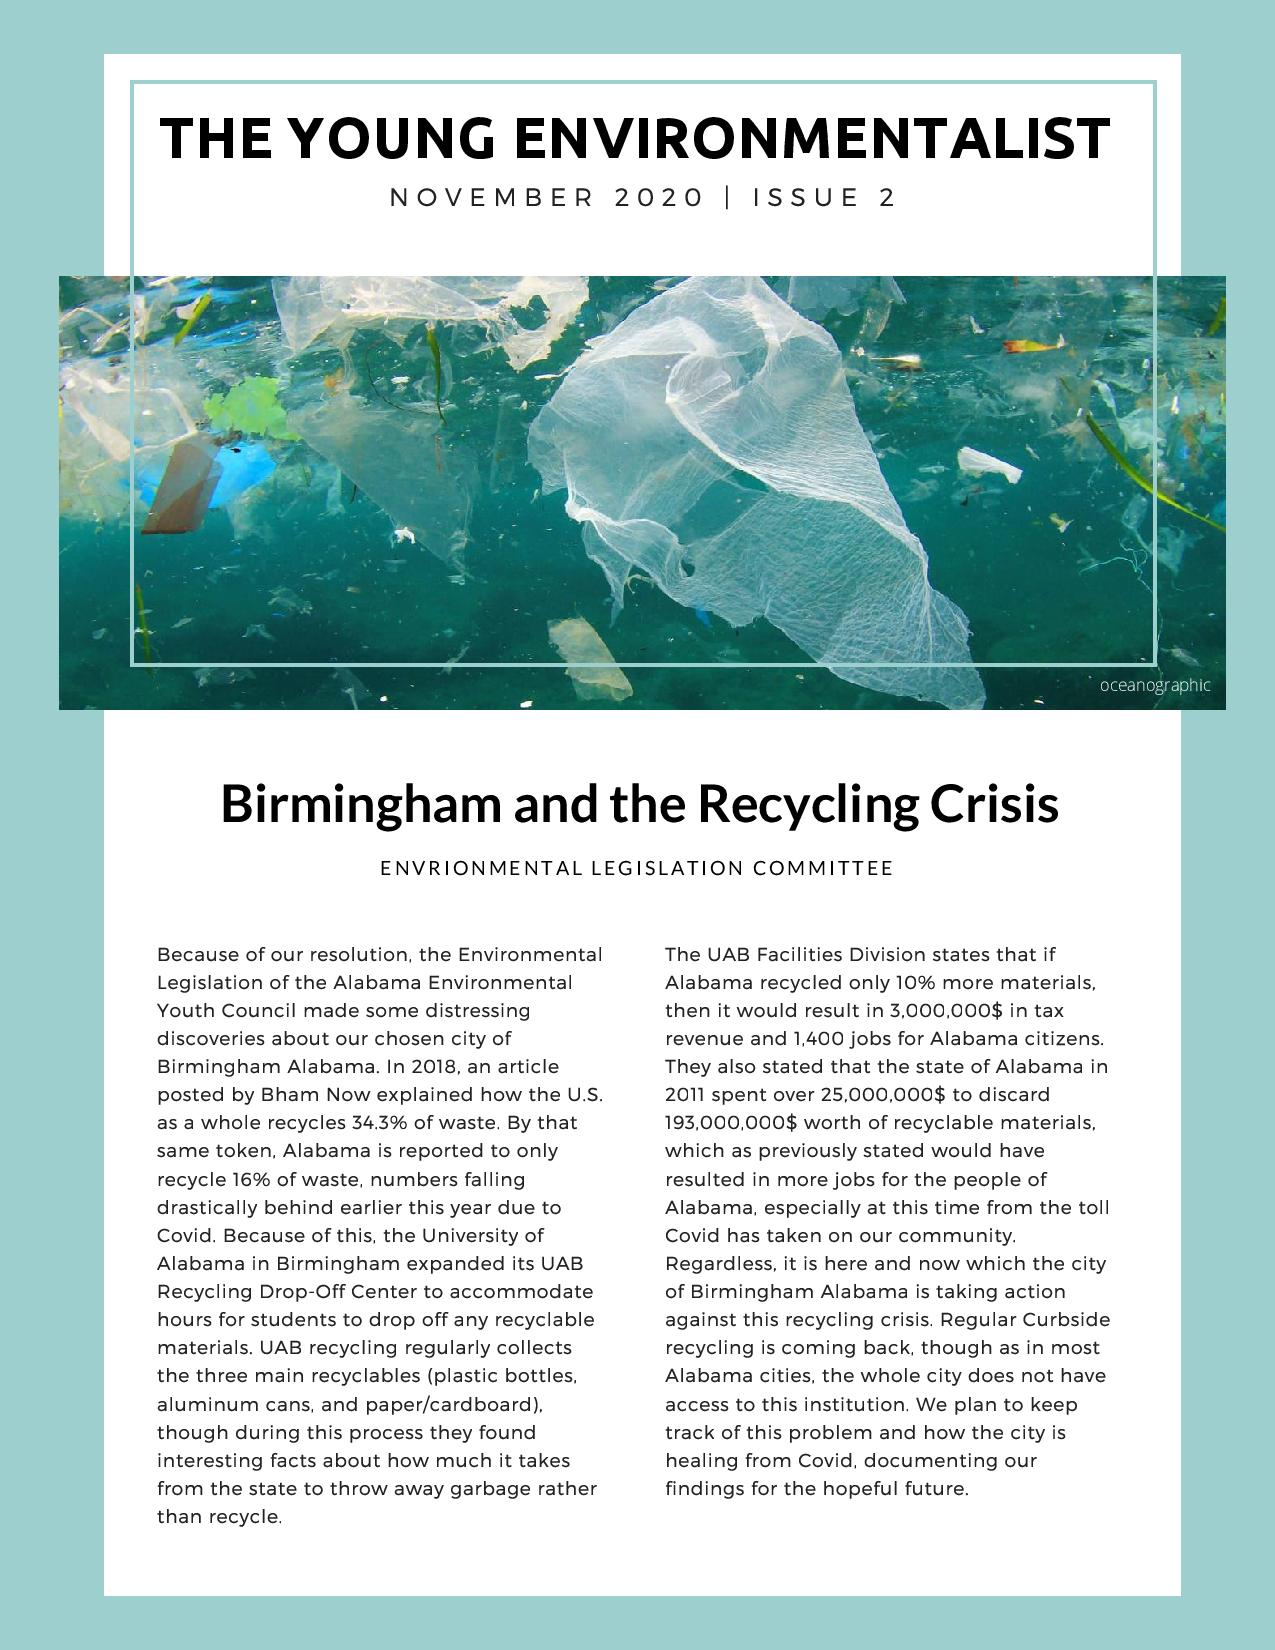 THE YOUNG ENVIRONMENTALIST
NOVEMBER 2020 | ISSUE 2
oceanographic
Birmingham and the Recycling Crisis
ENVRIONMENTAL LEGISLATION COMMITTEE
Because of our resolution, the Environmental
Legislation of the Alabama Environmental
Youth Council made some distressing
discoveries about our chosen city of
Birmingham Alabama. In 2018, an article
posted by Bham Now explained how the U.S.
as a whole recycles 34.3% of waste. By that
same token, Alabama is reported to only
recycle 16% of waste, numbers falling
drastically behind earlier this year due to
Covid. Because of this, the University of
Alabama in Birmingham expanded its UAB
Recycling Drop-Off Center to accommodate
hours for students to drop off any recyclable
materials. UAB recycling regularly collects
the three main recyclables (plastic bottles,
aluminum cans, and paper/cardboard),
though during this process they found
interesting facts about how much it takes
from the state to throw away garbage rather
than recycle.
The UAB Facilities Division states that if
Alabama recycled only 10% more materials,
then it would result in 3,000,000$ in tax
revenue and 1,400 jobs for Alabama citizens.
They also stated that the state of Alabama in
2011 spent over 25,000,000$ to discard
193,000,000$ worth of recyclable materials,
which as previously stated would have
resulted in more jobs for the people of
Alabama, especially at this time from the toll
Covid has taken on our community.
Regardless, it is here and now which the city
of Birmingham Alabama is taking action
against this recycling crisis. Regular Curbside
recycling is coming back, though as in most
Alabama cities, the whole city does not have
access to this institution. We plan to keep
track of this problem and how the city is
healing from Covid, documenting our
findings for the hopeful future.